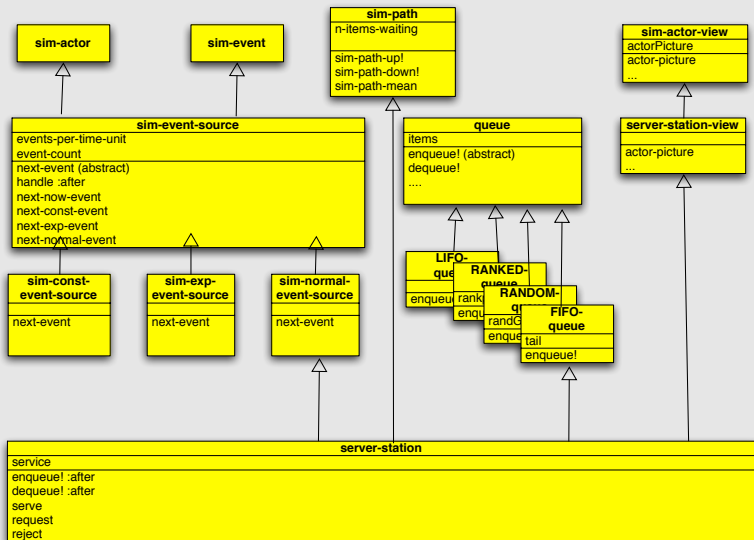 sim-actor
sim-event
sim-path
n-items-waiting
sim-path-up!
sim-path-down!
sim-path-mean
sim-actor-view
actorPicture
actor-picture
...
sim-event-source
events-per-time-unit
event-count
next-event (abstract)
handle :after
next-now-event
next-const-event
next-exp-event
next-normal-event
queue
items
enqueue! (abstract)
dequeue!
....
server-station-view
actor-picture
...
sim-const-
event-source
next-event
sim-exp-
event-source
next-event
sim-normal-
event-source
next-event
LIFO-
RANKED-
RANDOM-
FIFO-
queue
tail
enqueue!
server-station
service
enqueue! :after
dequeue! :after
serve
request
reject